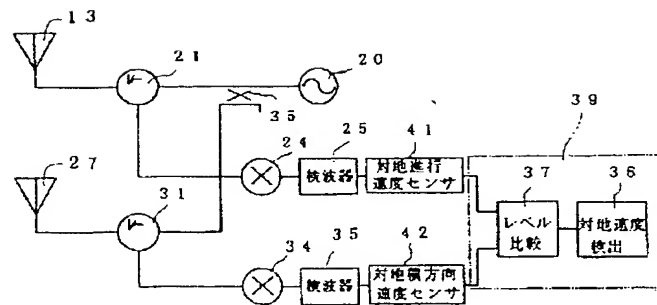 13
21
20
35
39
24
25
41
37
36
27
31
検波器
対地進行
速度センサ
レベル
比較
対地速度
検出
34
35
42
検波器
対地横方向
速度センサ